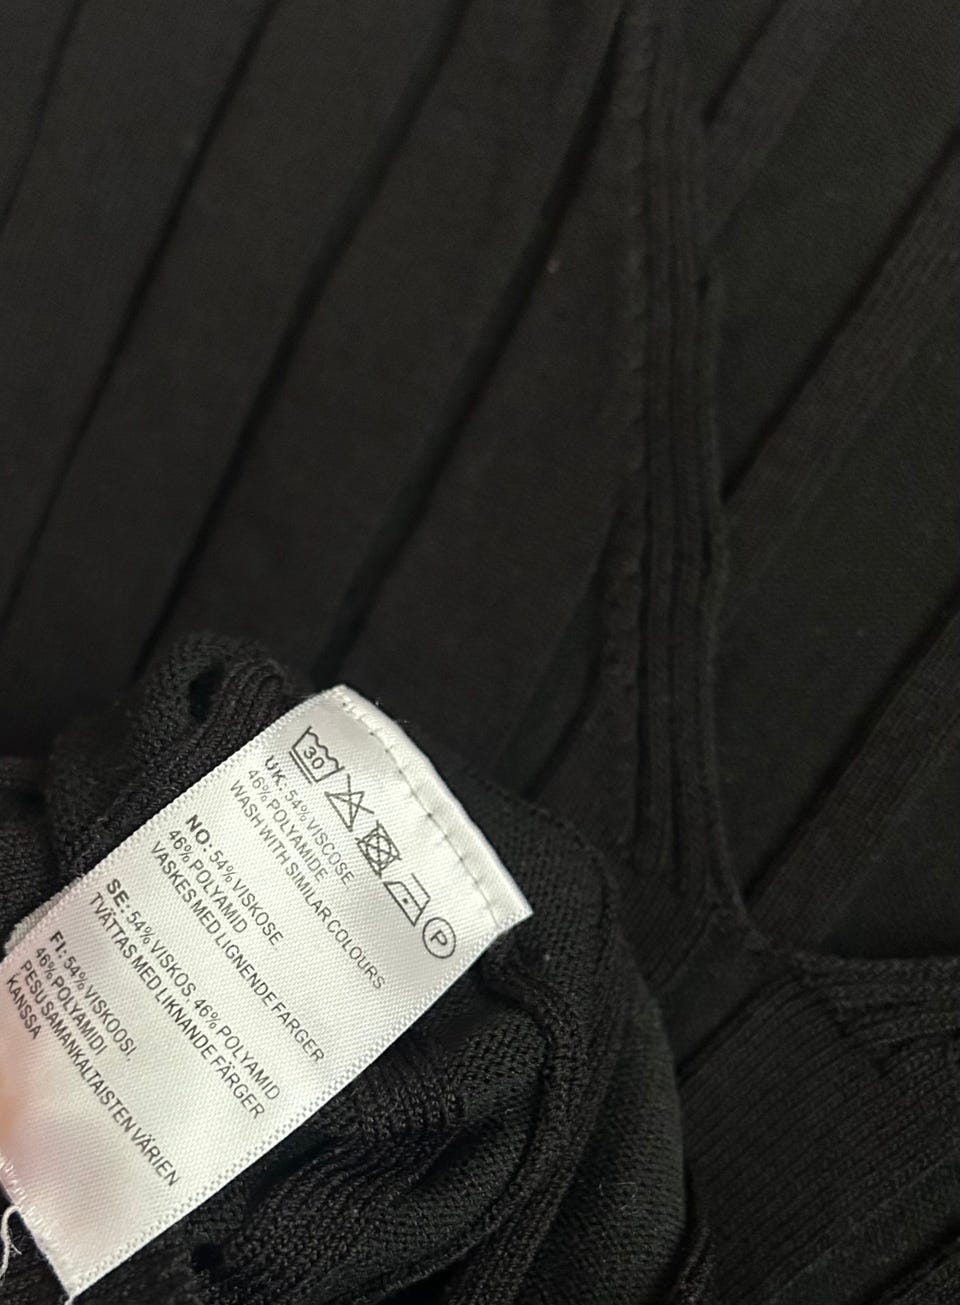 30
P
UK: 54% VISCOSE
46% POLYAMIDE
WASH WITH SIMILAR COLOURS
NO: 54% VISKOSE
46% POLYAMID
VASKES MED LIGNENDE FARGER
SE: 54% VISKOS, 46% POLYAMID
TVÄTTAS MED LIKNANDE FÄRGER
FI: 54% VISKOOSI,
46% POLYAMIDI
PESU SAMANKALTAISTEN VÄRIEN
KANSSA